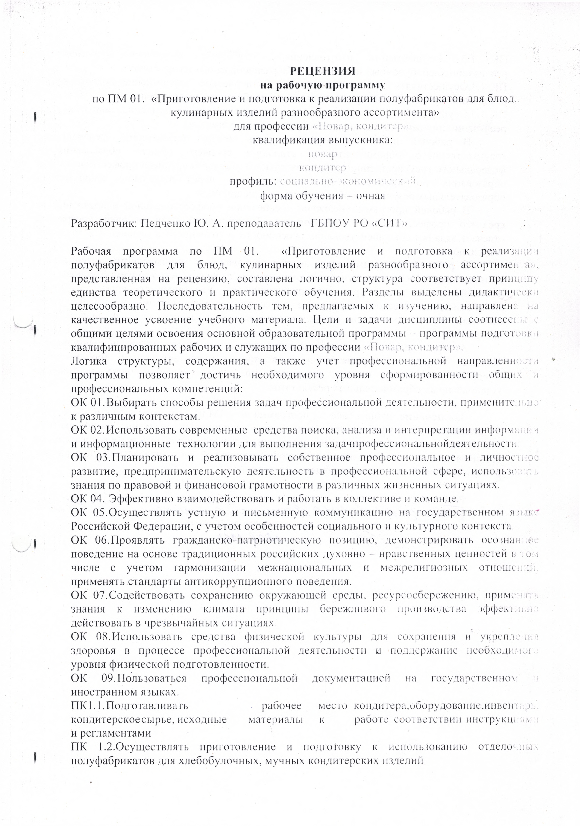 РЕЦЕНЗИЯ
на рабочую программу
по ПМ 01. «Приготовление и подготовка к реализации полуфабрикатов для блюд,
кулинарных изделий разнообразного ассортимента»
для профессии «Повар, кондитер»
квалификация выпускника:
повар
кондитер
профиль: социально-экономический
форма обучения – очная
Разработчик: Педченко Ю. А. преподаватель ГБПОУ РО «СИТ»
Рабочая программа по ПМ 01. «Приготовление и подготовка к реализации
полуфабрикатов для блюд, кулинарных изделий разнообразного ассортимента»,
представленная на рецензию, составлена логично, структура соответствует принципу
единства теоретического и практического обучения. Разделы выделены дидактически
целесообразно. Последовательность тем, предлагаемых к изучению, направлена на
качественное усвоение учебного материала. Цели и задачи дисциплины соотнесены с
общими целями освоения основной образовательной программы – программы подготовки
квалифицированных рабочих и служащих по профессии «Повар, кондитер».
Логика структуры, содержания, а также учет профессиональной направленности
программы позволяет достичь необходимого уровня сформированности общих и
профессиональных компетенций:
ОК 01.Выбирать способы решения задач профессиональной деятельности, применительно
к различным контекстам.
ОК 02.Использовать современные средства поиска, анализа и интерпретации информации
и информационные технологии для выполнения задачпрофессиональнойдеятельности
ОК 03.Планировать и реализовывать собственное профессиональное и личностное
развитие, предпринимательскую деятельность в профессиональной сфере, использовать
знания по правовой и финансовой грамотности в различных жизненных ситуациях.
ОК 04. Эффективно взаимодействовать и работать в коллективе и команде.
ОК 05.Осуществлять устную и письменную коммуникацию на государственном языке
Российской Федерации, с учетом особенностей социального и культурного контекста
ОК 06.Проявлять гражданско-патриотическую позицию, демонстрировать осознанное
поведение на основе традиционных российских духовно – нравственных ценностей в том
числе с учетом гармонизации межнациональных и межрелигиозных отношений,
применять стандарты антикоррупционного поведения.
ОК 07.Содействовать сохранению окружающей среды, ресурсосбережению, применять
знания к изменению климата принципы бережливого производства эффективно
действовать в чрезвычайных ситуациях
ОК 08.Использовать средства физической культуры для сохранения и укрепления
здоровья в процессе профессиональной деятельности и поддержание необходимого
уровня физической подготовленности.
ОК 09.Пользоваться профессиональной документацией на государственном и
иностранном языках.
ПК1.1.Подготавливать рабочее место кондитера,оборудование,инвентарь,
кондитерскоесырье,исходные материалы к работе соответствии инструкциями
и регламентами
ПК 1.2.Осуществлять приготовление и подготовку к использованию отделочных
полуфабрикатов для хлебобулочных, мучных кондитерских изделий